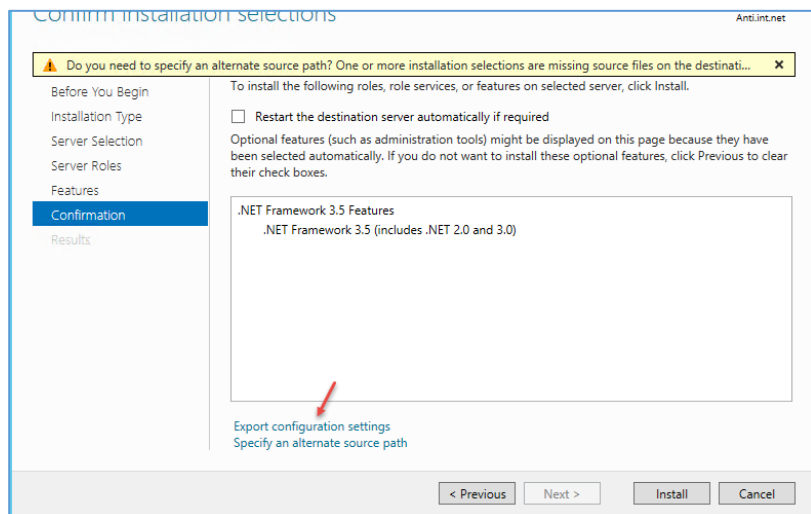 Confirm installation selections
Anti.int.net
Do you need to specify an alternate source path? One or more installation selections are missing source files on the destinati...
Before You Begin
Installation Type
Server Selection
Server Roles
Features
Confirmation
Results
To install the following roles, role services, or features on selected server, click Install.
Restart the destination server automatically if required
Optional features (such as administration tools) might be displayed on this page because they have
been selected automatically. If you do not want to install these optional features, click Previous to clear
their check boxes.
.NET Framework 3.5 Features
.NET Framework 3.5 (includes .NET 2.0 and 3.0)
Export configuration settings
Specify an alternate source path
< Previous
Next >
Install
Cancel